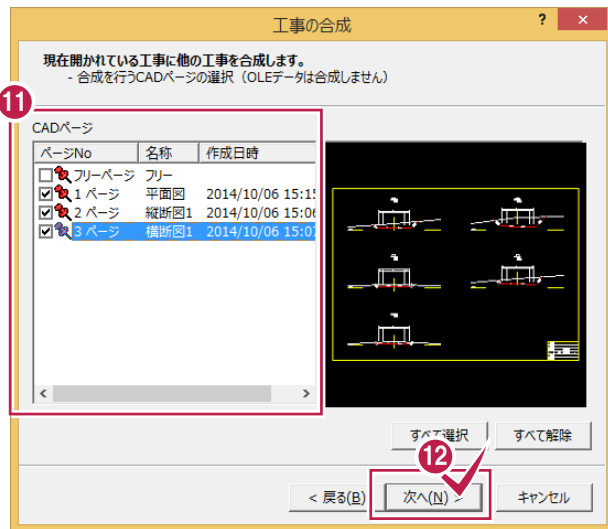 工事の合成
? ×
現在開かれている工事に他の工事を合成します。
- 合成を行うCADページの選択（OLEデータは合成しません）
11
CADページ
ページNo 名称 作成日時
フリーページ フリー
1 ページ 平面図 2014/10/06 15:15
2 ページ 縦断図1 2014/10/06 15:06
3 ページ 横断図1 2014/10/06 15:07
< >
すべて選択 すべて解除
12
< 戻る(B) 次へ(N) > キャンセル